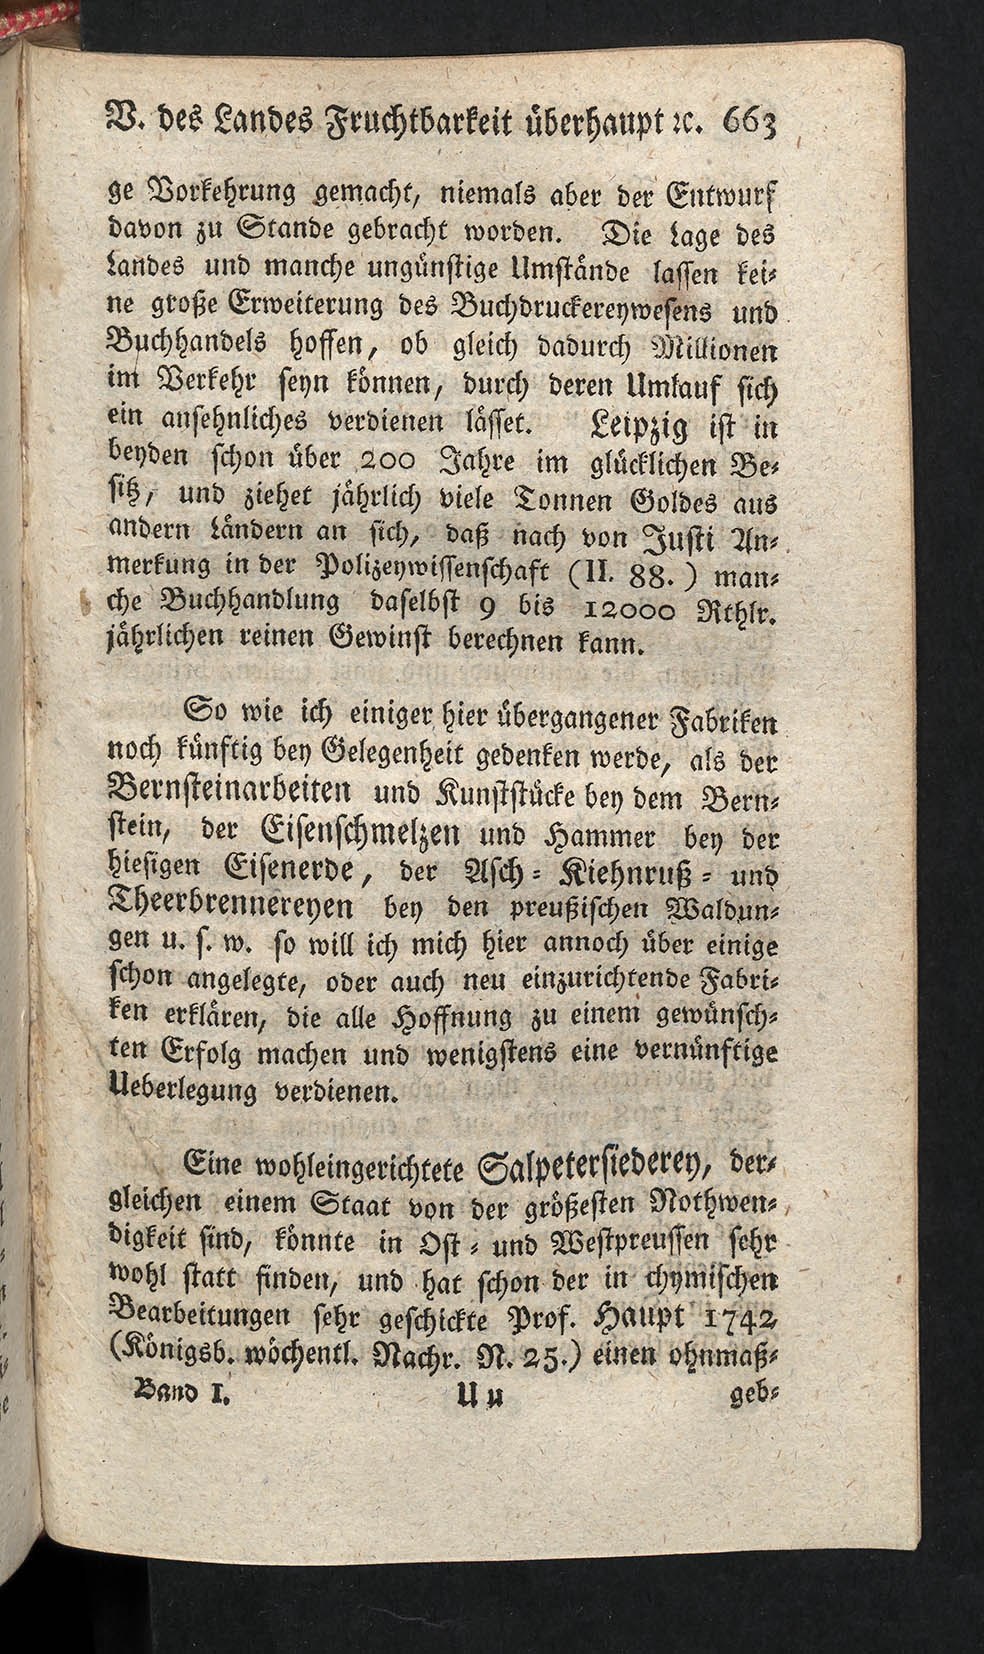 V. des Landes Fruchtbarkeit überhaupt ꝛc. 663
ge Vorkehrung gemacht, niemals aber der Entwurf
davon zu Stande gebracht worden. Die Lage des
Landes und manche ungünstige Umstände lassen kei-
ne große Erweiterung des Buchdruckereywesens und
Buchhandels hoffen, ob gleich dadurch Millionen
im Verkehr seyn können, durch deren Umlauf sich
ein ansehnliches verdienen lässet. Leipzig ist in
beyden schon über 200 Jahre im glücklichen Be-
sitz, und ziehet jährlich viele Tonnen Goldes aus
andern Ländern an sich, daß nach von Justi An-
merkung in der Polizeywissenschaft (II. 88.) man-
che Buchhandlung daselbst 9 bis 12000 Rthlr.
jährlichen reinen Gewinst berechnen kann.
So wie ich einiger hier übergangener Fabriken
noch künftig bey Gelegenheit gedenken werde, als der
Bernsteinarbeiten und Kunststücke bey dem Bern-
stein, der Eisenschmelzen und Hammer bey der
hiesigen Eisenerde, der Asch- Kiehnruß- und
Theerbrennereyen bey den preußischen Waldun-
gen u. s. w. so will ich mich hier annoch über einige
schon angelegte, oder auch neu einzurichtende Fabri-
ken erklären, die alle Hoffnung zu einem gewünsch-
ten Erfolg machen und wenigstens eine vernünftige
Ueberlegung verdienen.
Eine wohleingerichtete Salpetersiederey, der-
gleichen einem Staat von der größesten Nothwen-
digkeit sind, könnte in Ost- und Westpreussen sehr
wohl statt finden, und hat schon der in chymischen
Bearbeitungen sehr geschickte Prof. Haupt 1742
(Königsb. wöchentl. Nachr. N. 25.) einen ohnmaß-
Band I. Uu geb-